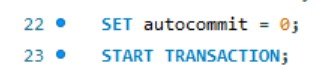 22 SET autocommit = 0;
23 START TRANSACTION;